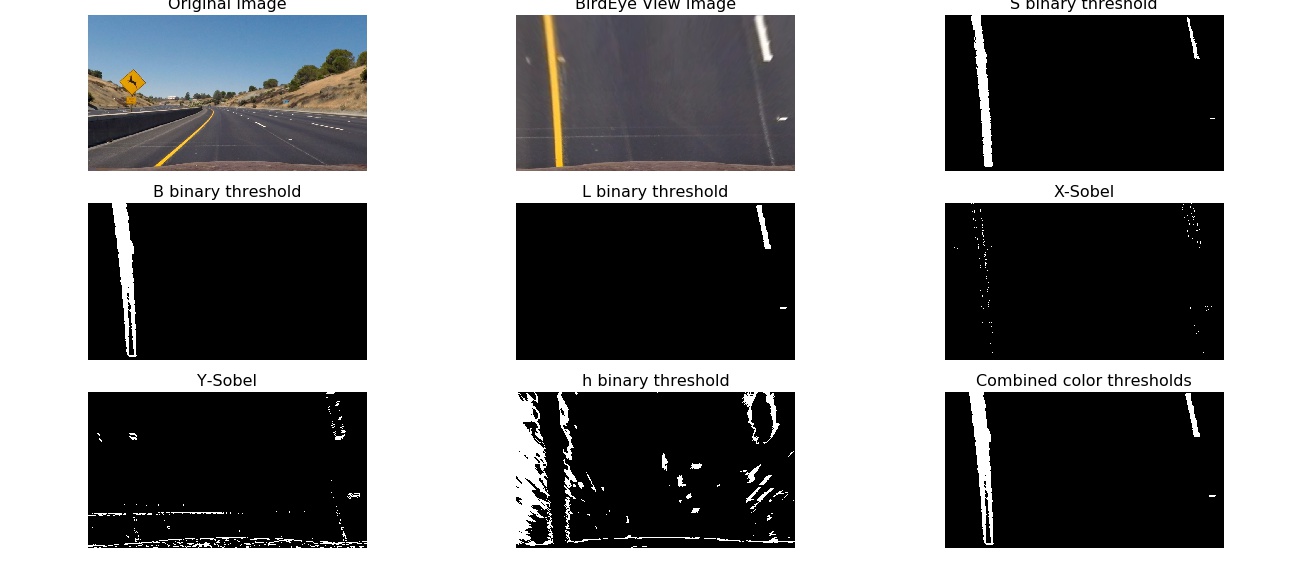 Original Image
BirdEye View Image
S binary threshold
B binary threshold
L binary threshold
X-Sobel
Y-Sobel
h binary threshold
Combined color thresholds